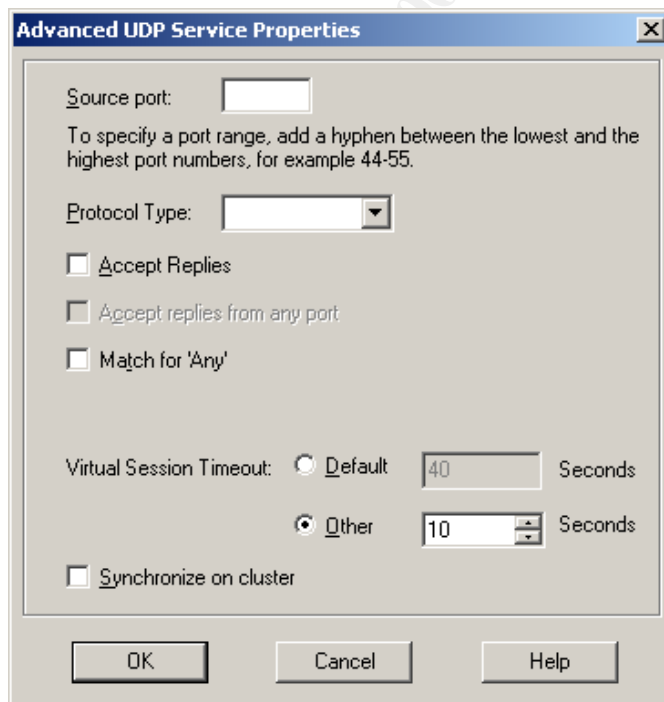 Advanced UDP Service Properties
Source port:
To specify a port range, add a hyphen between the lowest and the
highest port numbers, for example 44-55.
Protocol Type:
Accept Replies
Accept replies from any port
Match for 'Any'
Virtual Session Timeout: Default 40 Seconds
Other 10 Seconds
Synchronize on cluster
OK Cancel Help